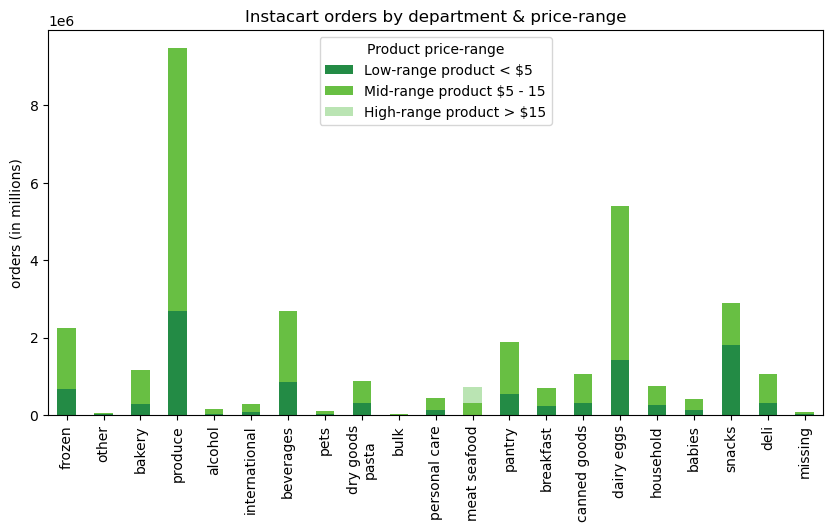 Instacart orders by department & price-range
1e6
Product price-range
Low-range product < $5
Mid-range product $5 - 15
High-range product > $15
orders (in millions)
8
6
4
2
0
frozen
other
bakery
produce
alcohol
international
beverages
pets
dry goods
pasta
bulk
personal care
meat seafood
pantry
breakfast
canned goods
dairy eggs
household
babies
snacks
deli
missing